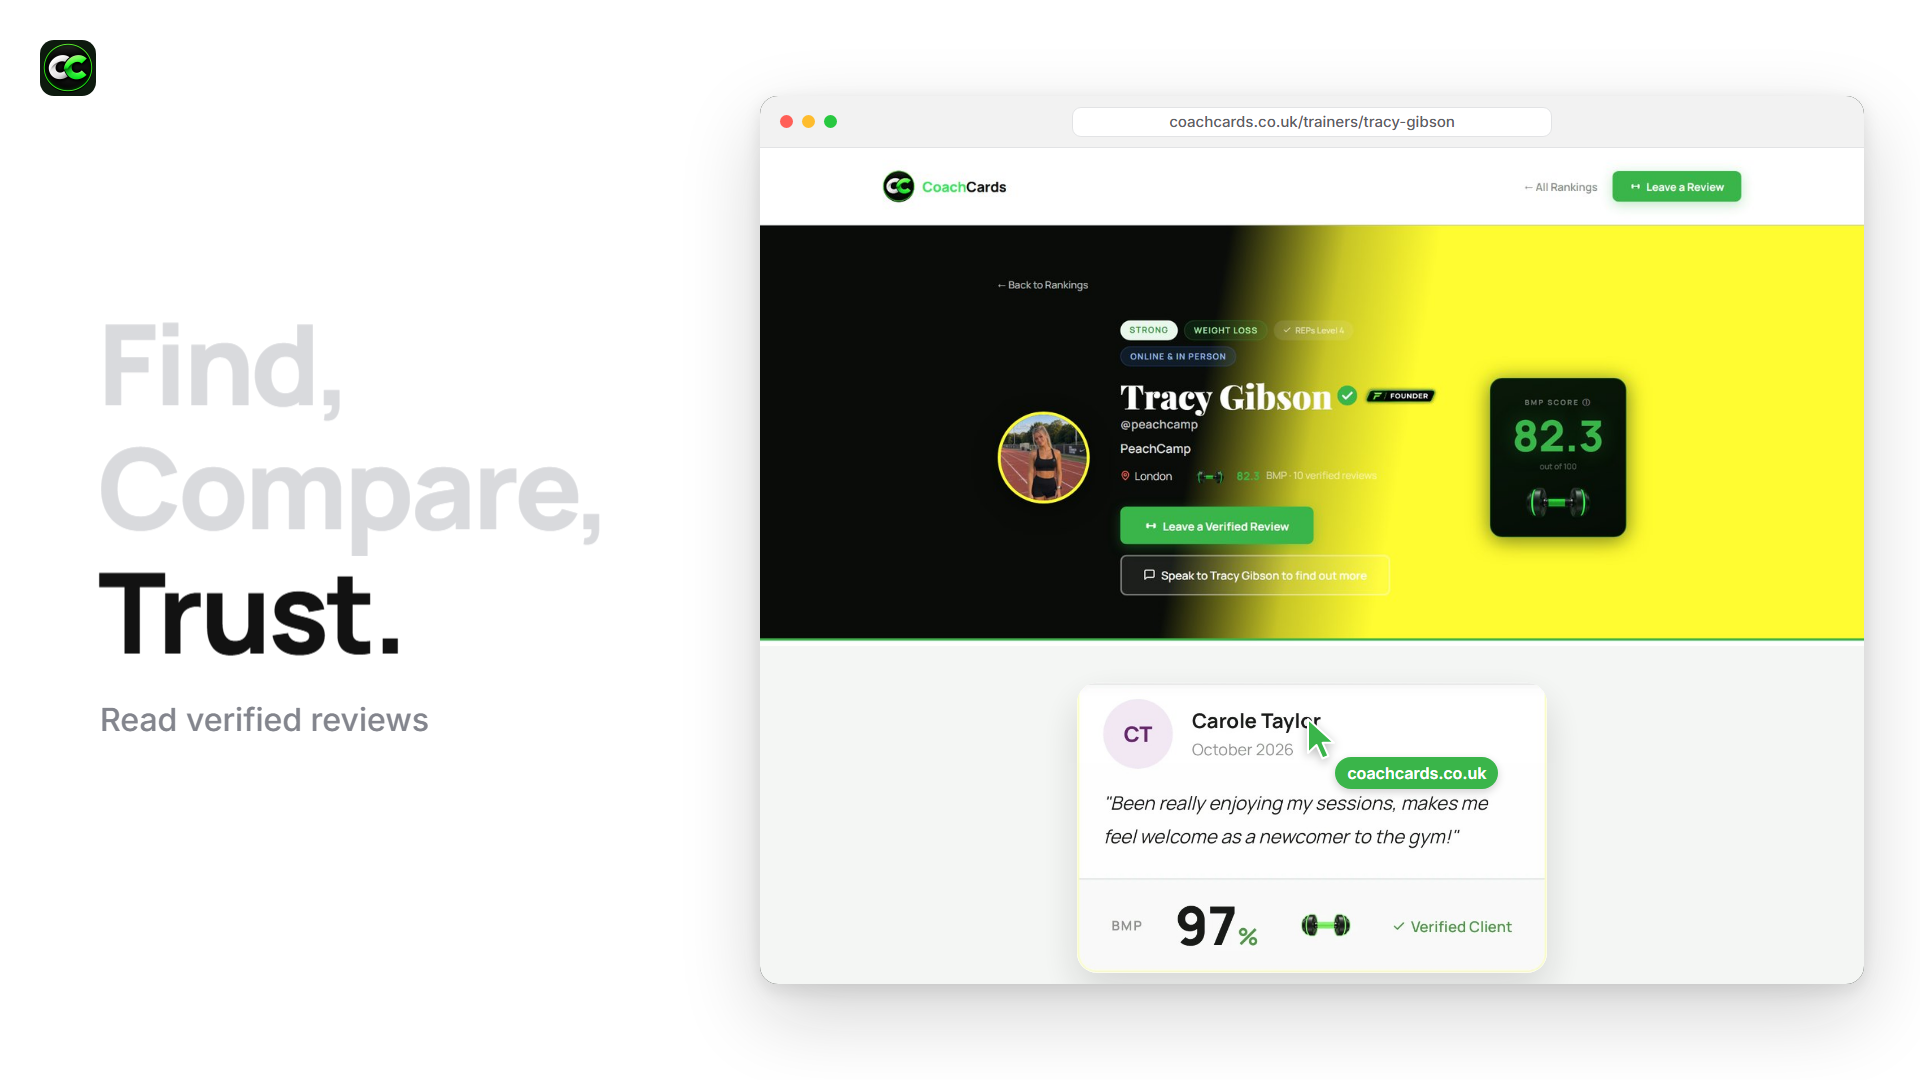 CC
Find,
Compare,
Trust.
Read verified reviews
coachcards.co.uk/trainers/tracy-gibson
CC CoachCards
← All Rankings
Leave a Review
← Back to Rankings
STRONG
WEIGHT LOSS
✓ REPs Level 4
ONLINE & IN PERSON
Tracy Gibson
F / FOUNDER
@peachcamp
PeachCamp
London
82.3 BMP · 10 verified reviews
Leave a Verified Review
Speak to Tracy Gibson to find out more
BMP SCORE
82.3
out of 100
CT
Carole Taylor
October 2026
coachcards.co.uk
"Been really enjoying my sessions, makes me
feel welcome as a newcomer to the gym!"
BMP
97%
✓ Verified Client